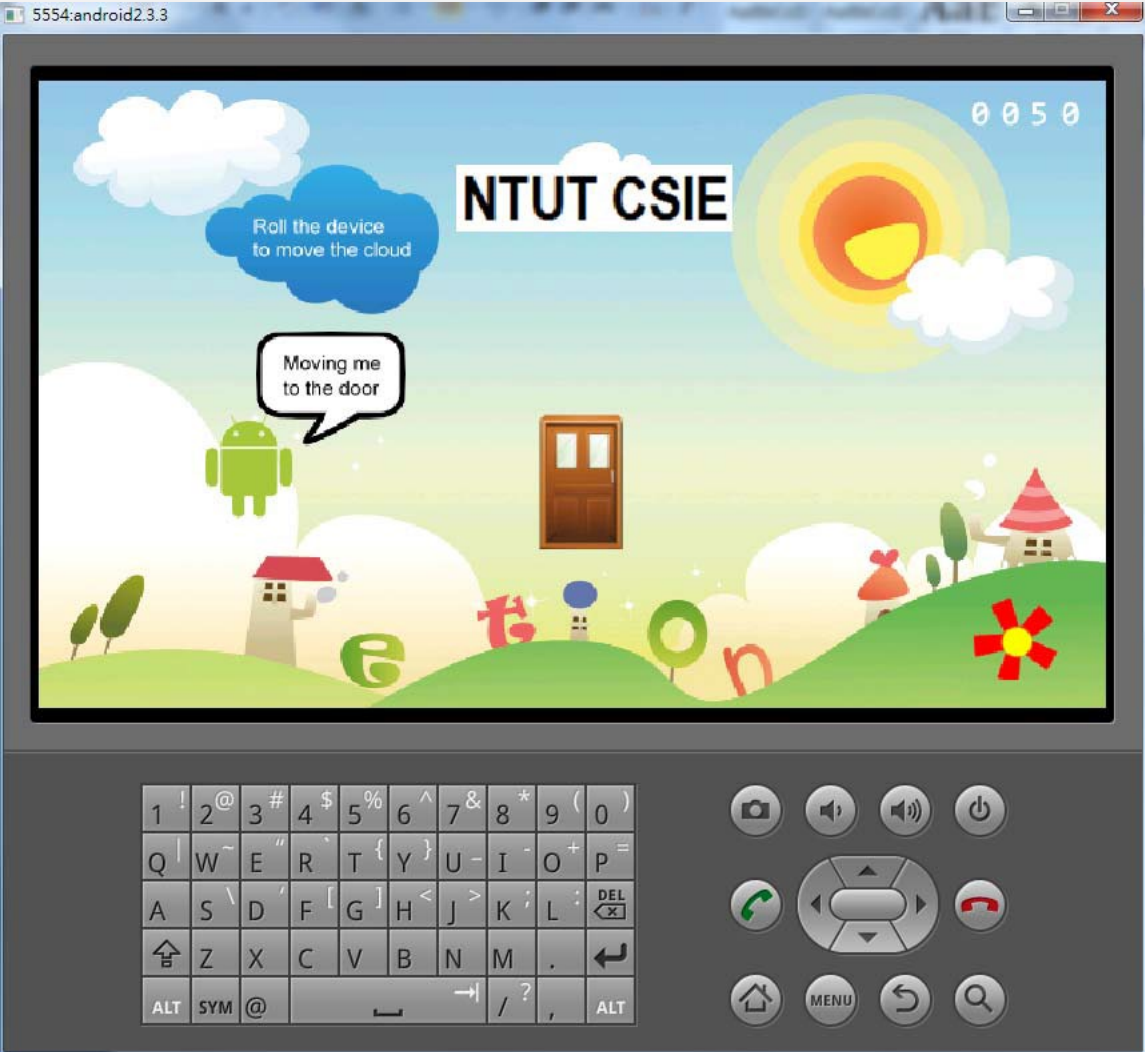 5554:android2.3.3
0050
NTUT CSIE
Roll the device
to move the cloud
Moving me
to the door
e t i o n
1 ! 2 @ 3 # 4 $ 5 % 6 ^ 7 & 8 * 9 ( 0 )
Q | W ~ E " R ` T { Y } U _ I - O + P =
A S \ D ' F [ G ] H < J > K ; L : DEL
Z X C V B N M .
ALT SYM @ / ? , ALT
MENU